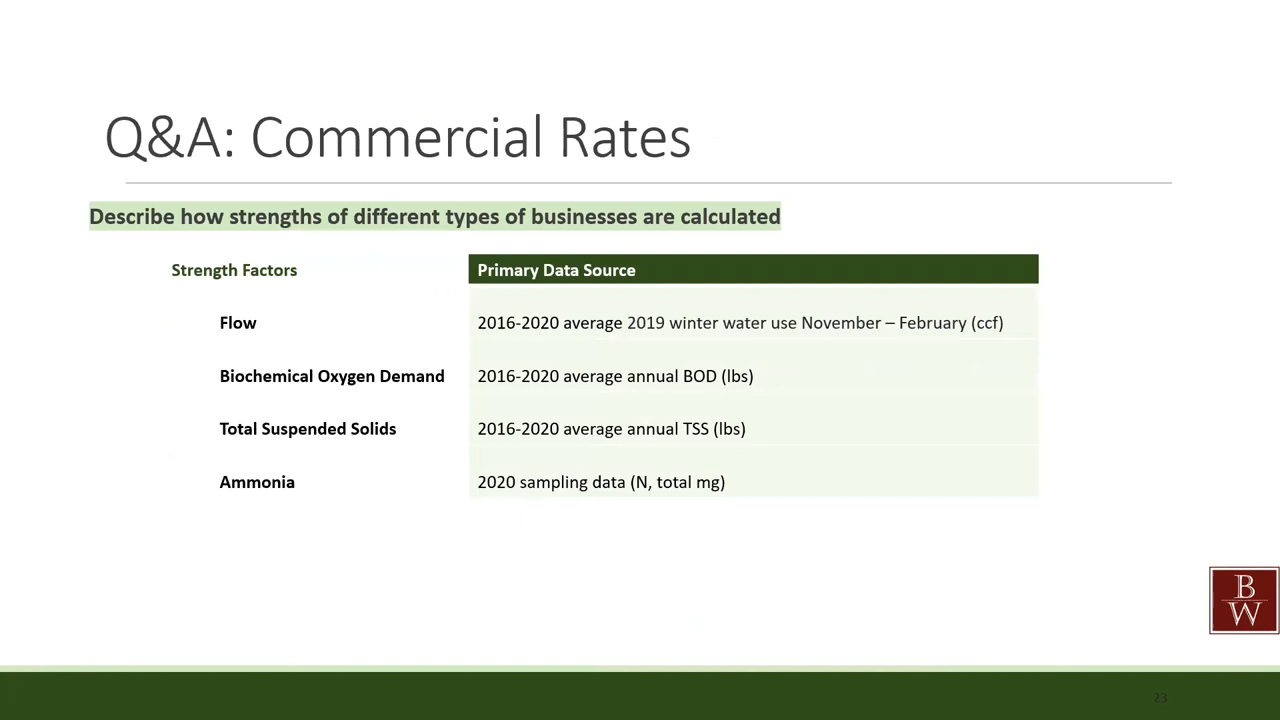 Q&A: Commercial Rates
Describe how strengths of different types of businesses are calculated
Strength Factors Primary Data Source
Flow 2016-2020 average 2019 winter water use November – February (ccf)
Biochemical Oxygen Demand 2016-2020 average annual BOD (lbs)
Total Suspended Solids 2016-2020 average annual TSS (lbs)
Ammonia 2020 sampling data (N, total mg)
B
W
23